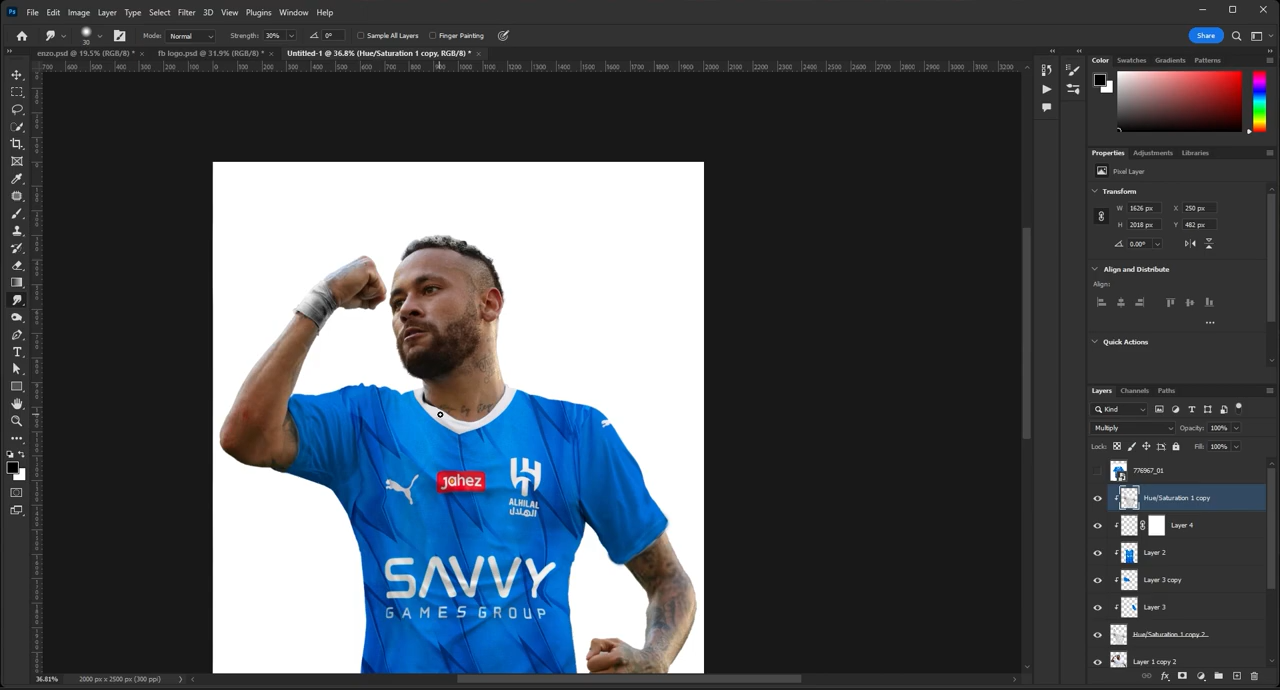 Ps File Edit Image Layer Type Select Filter 3D View Plugins Window Help
30 Mode: Normal Strength: 30% 0° Sample All Layers Finger Painting Share
enzo.psd @ 19.5% (RGB/8) * × fb logo.psd @ 31.9% (RGB/8) * × Untitled-1 @ 36.8% (Hue/Saturation 1 copy, RGB/8) * ×
Color Swatches Gradients Patterns
Properties Adjustments Libraries
Pixel Layer
Transform
W 1626 px X 250 px
H 2018 px Y 482 px
0.00°
Align and Distribute
Align:
Quick Actions
Layers Channels Paths
Kind
Multiply Opacity: 100%
Lock: Fill: 100%
776967_01
Hue/Saturation 1 copy
Layer 4
Layer 2
Layer 3 copy
Layer 3
Hue/Saturation 1 copy 2
Layer 1 copy 2
jahez
ALHILAL
الهلال
SAVVY
GAMES GROUP
36.81% 2000 px x 2500 px (300 ppi)